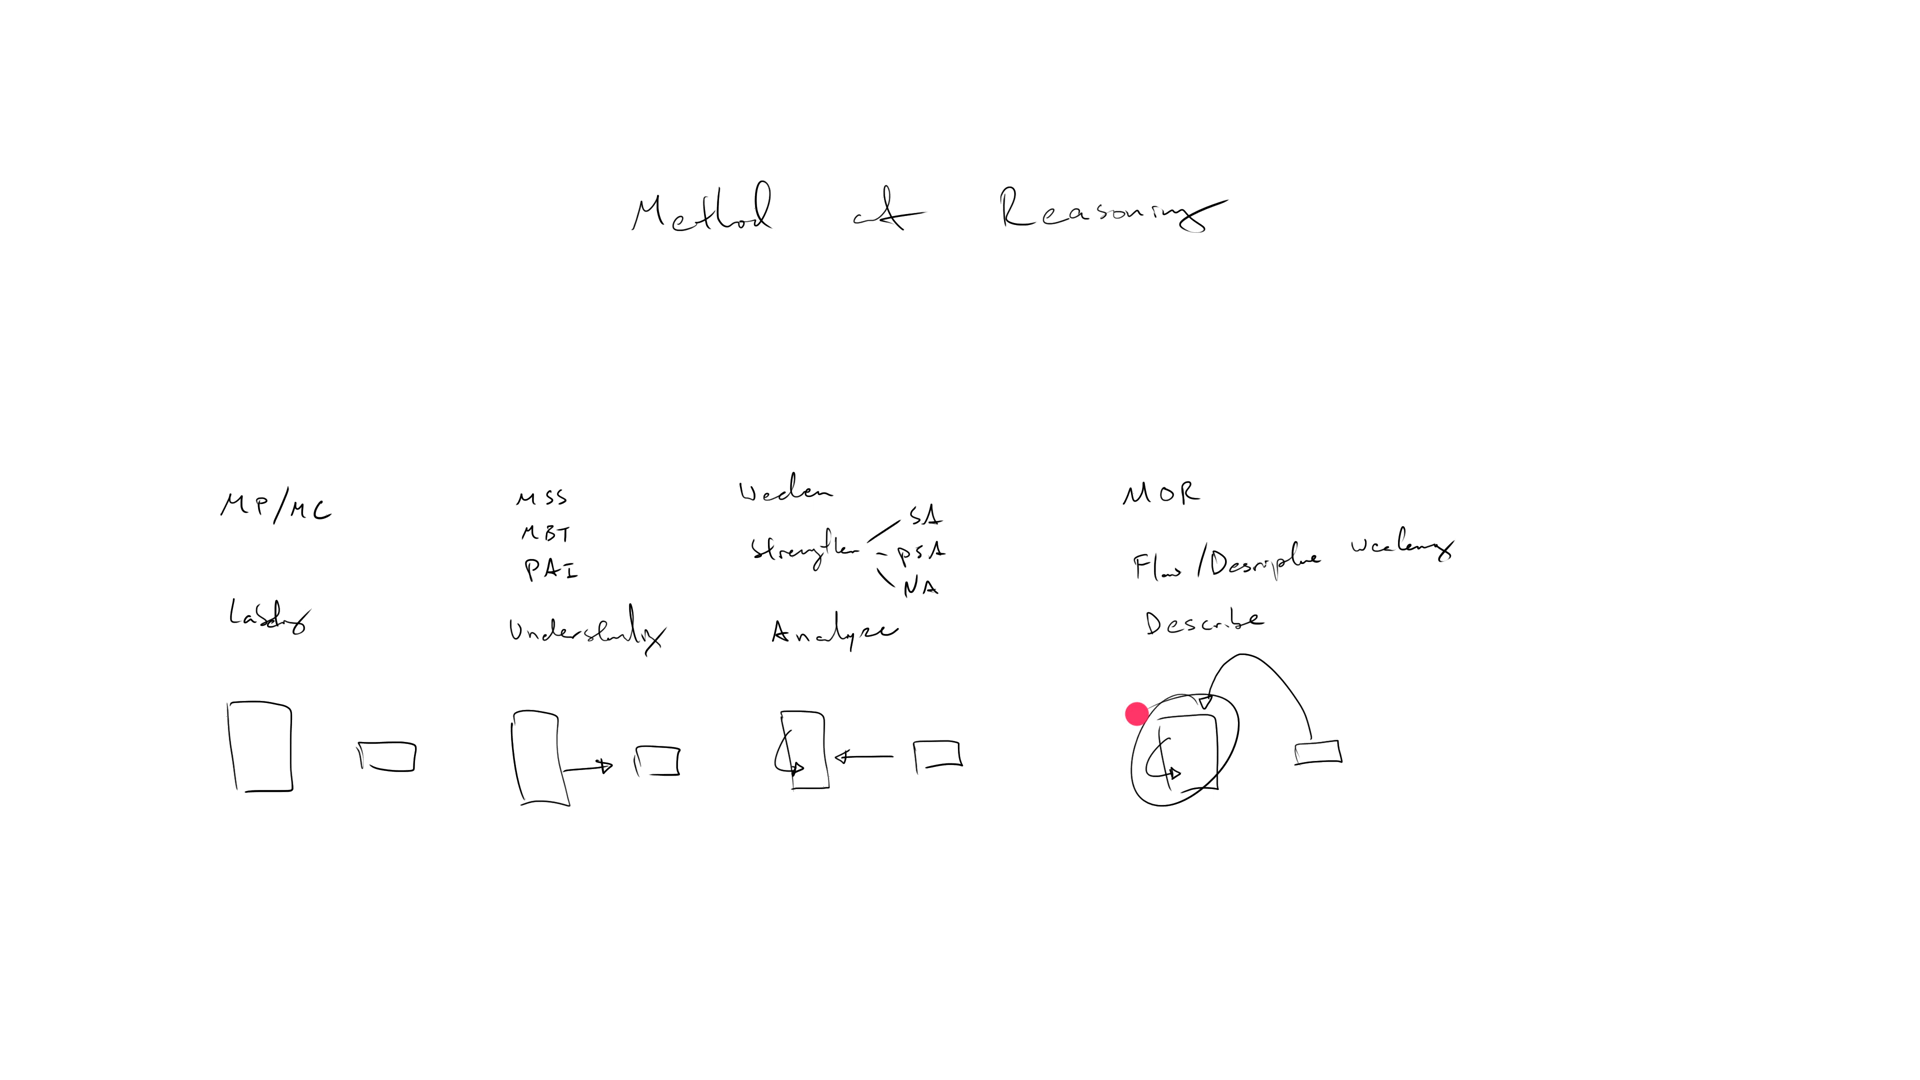 Method of Reasoning
MP/MC
Labeling
MSS
MBT
PAI
Understanding
Weaken
Strengthen
SA
PSA
NA
Analyze
MOR
Flaw/Descriptive Weakening
Describe